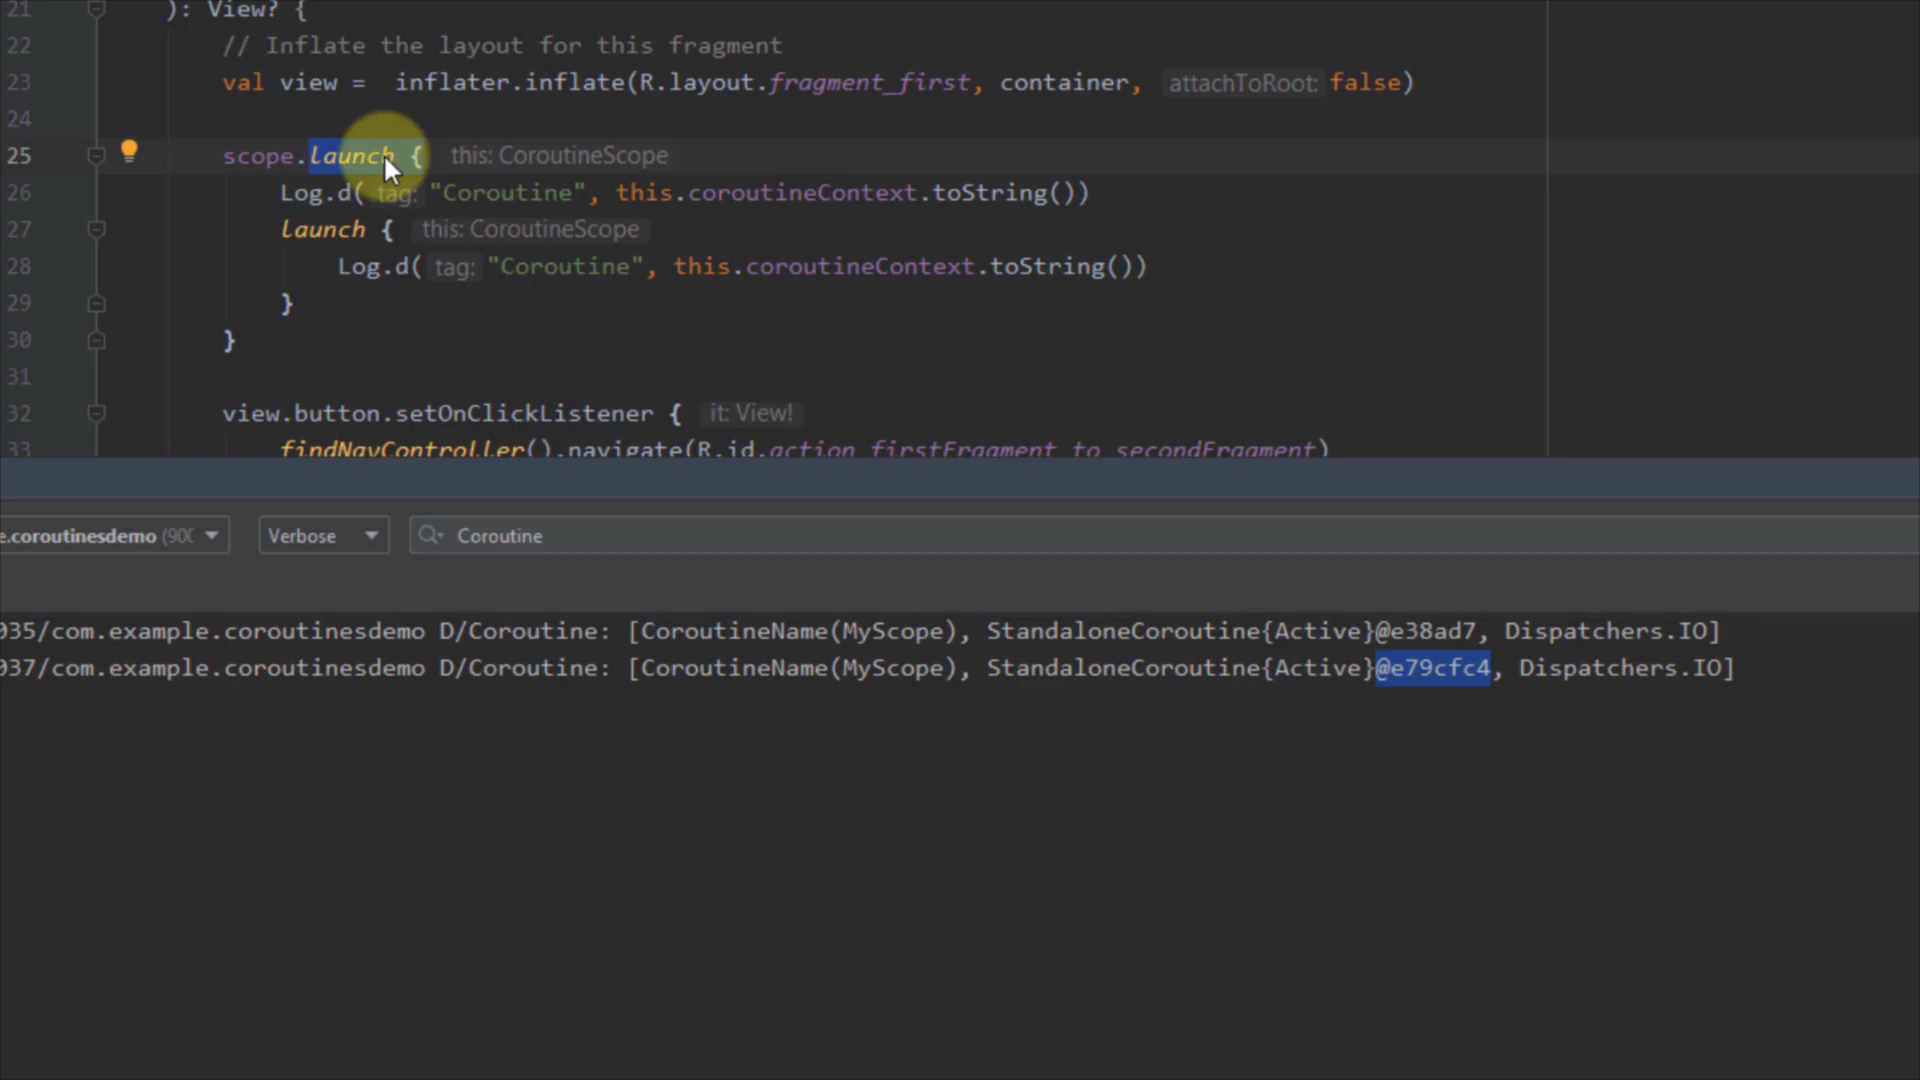 21 ): View? {
22 // Inflate the layout for this fragment
23 val view = inflater.inflate(R.layout.fragment_first, container, attachToRoot: false)
24
25 scope.launch { this: CoroutineScope
26 Log.d( tag: "Coroutine", this.coroutineContext.toString())
27 launch { this: CoroutineScope
28 Log.d( tag: "Coroutine", this.coroutineContext.toString())
29 }
30 }
31
32 view.button.setOnClickListener { it: View!
33 findNavController().navigate(R.id.action_firstFragment_to_secondFragment)
e.coroutinesdemo (900 Verbose Coroutine
035/com.example.coroutinesdemo D/Coroutine: [CoroutineName(MyScope), StandaloneCoroutine{Active}@e38ad7, Dispatchers.IO]
037/com.example.coroutinesdemo D/Coroutine: [CoroutineName(MyScope), StandaloneCoroutine{Active}@e79cfc4, Dispatchers.IO]